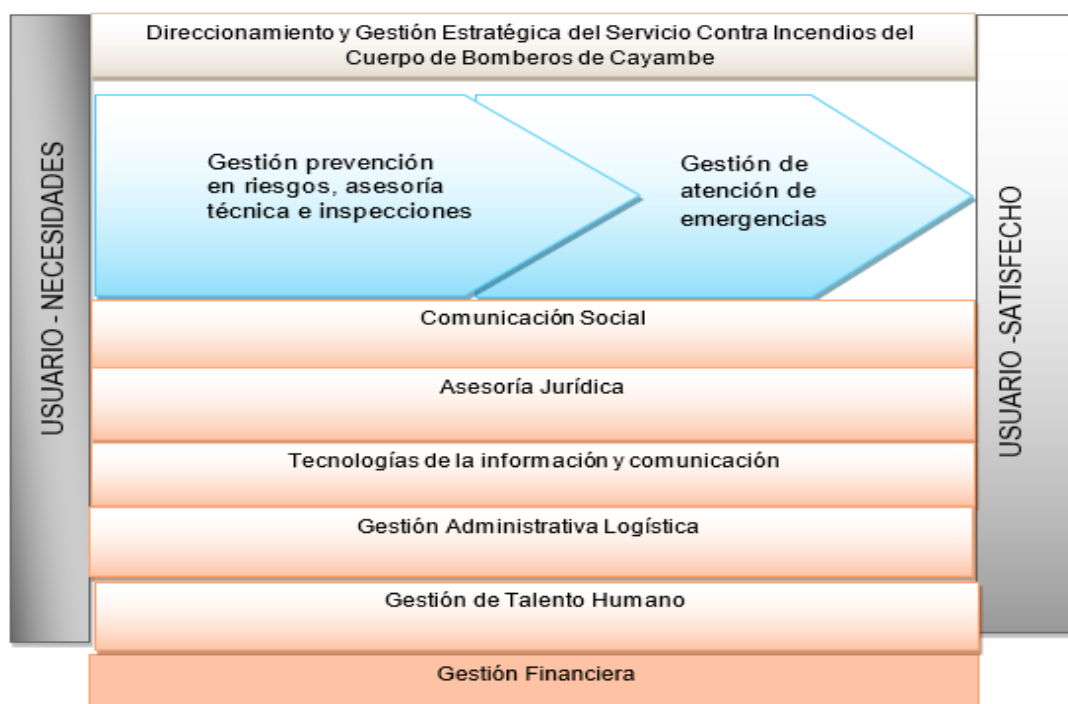 Direccionamiento y Gestión Estratégica del Servicio Contra Incendios del
Cuerpo de Bomberos de Cayambe
USUARIO - NECESIDADES
Gestión prevención
en riesgos, asesoría
técnica e inspecciones
Gestión de
atención de
emergencias
USUARIO -SATISFECHO
Comunicación Social
Asesoría Jurídica
Tecnologías de la información y comunicación
Gestión Administrativa Logística
Gestión de Talento Humano
Gestión Financiera